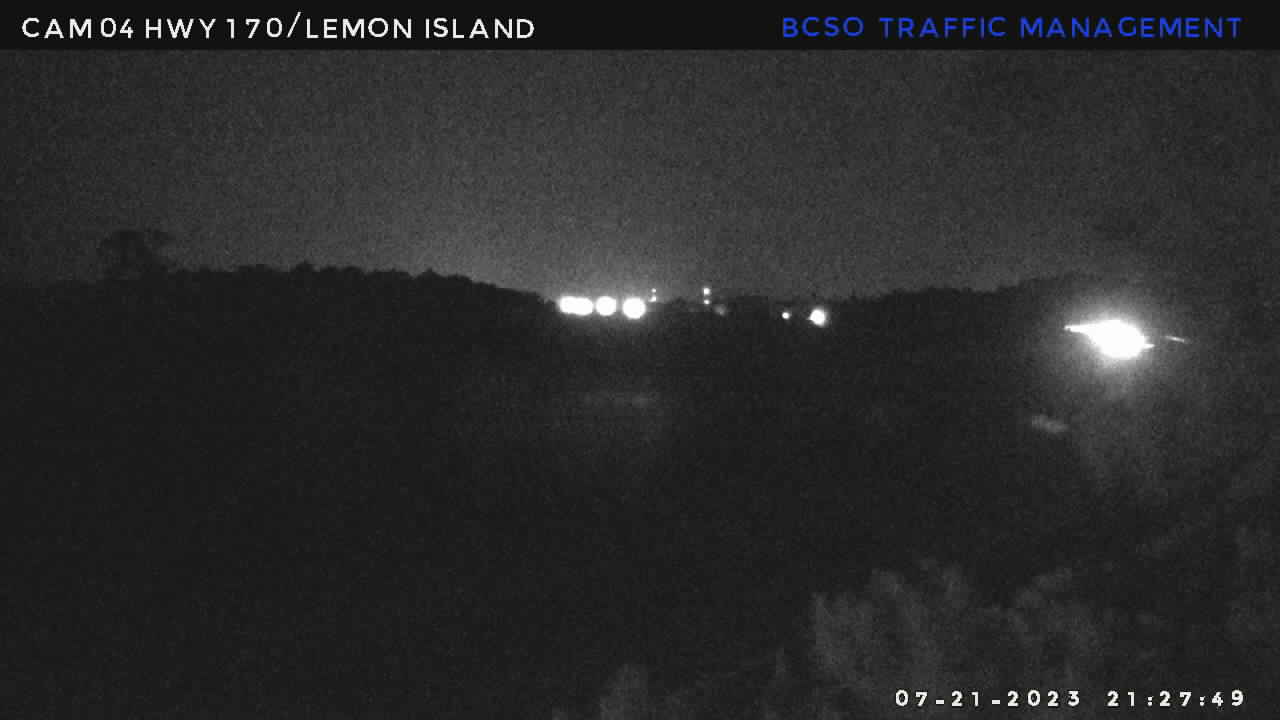 CAM04 HWY 170/LEMON ISLAND
BCSO TRAFFIC MANAGEMENT
07-21-2023 21:27:49